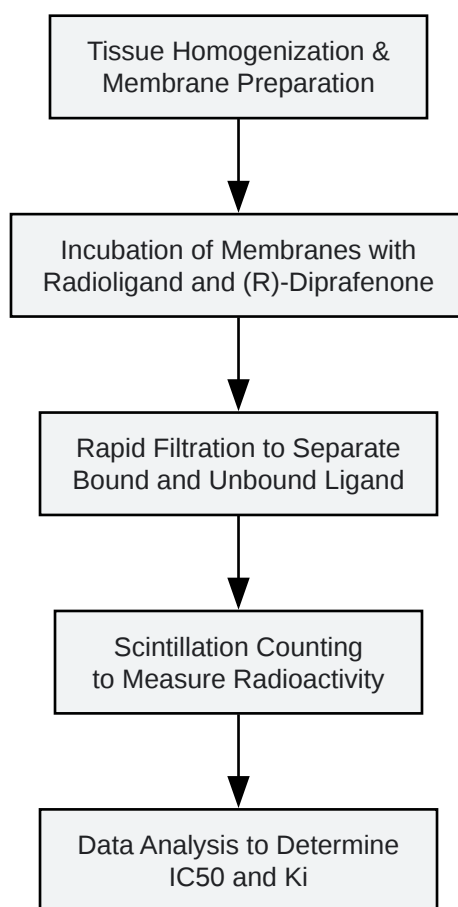 Tissue Homogenization &
Membrane Preparation
Incubation of Membranes with
Radioligand and (R)-Diprafenone
Rapid Filtration to Separate
Bound and Unbound Ligand
Scintillation Counting
to Measure Radioactivity
Data Analysis to Determine
IC50 and Ki